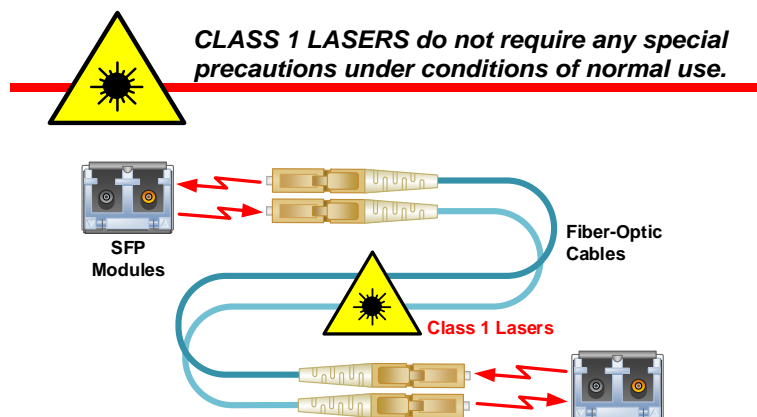 CLASS 1 LASERS do not require any special
precautions under conditions of normal use.
SFP
Modules
Fiber-Optic
Cables
Class 1 Lasers